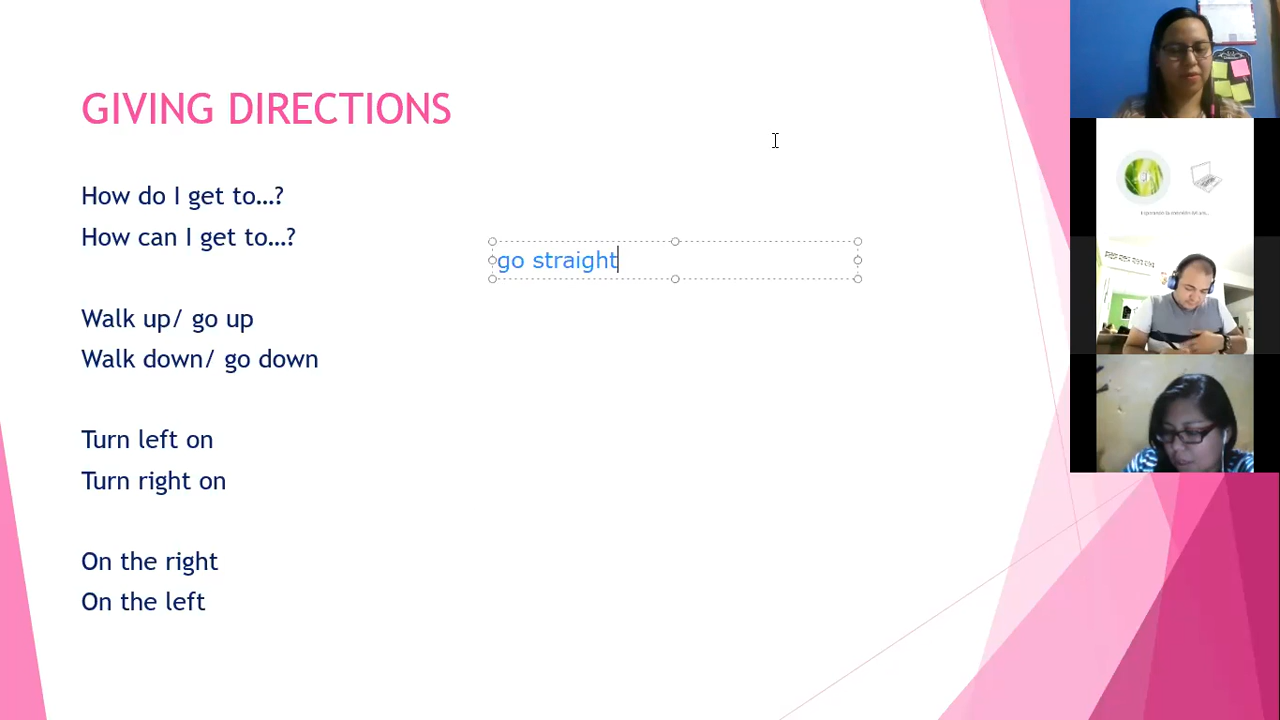 GIVING DIRECTIONS
How do I get to...?
How can I get to...?
go straight
Walk up/ go up
Walk down/ go down
Turn left on
Turn right on
On the right
On the left